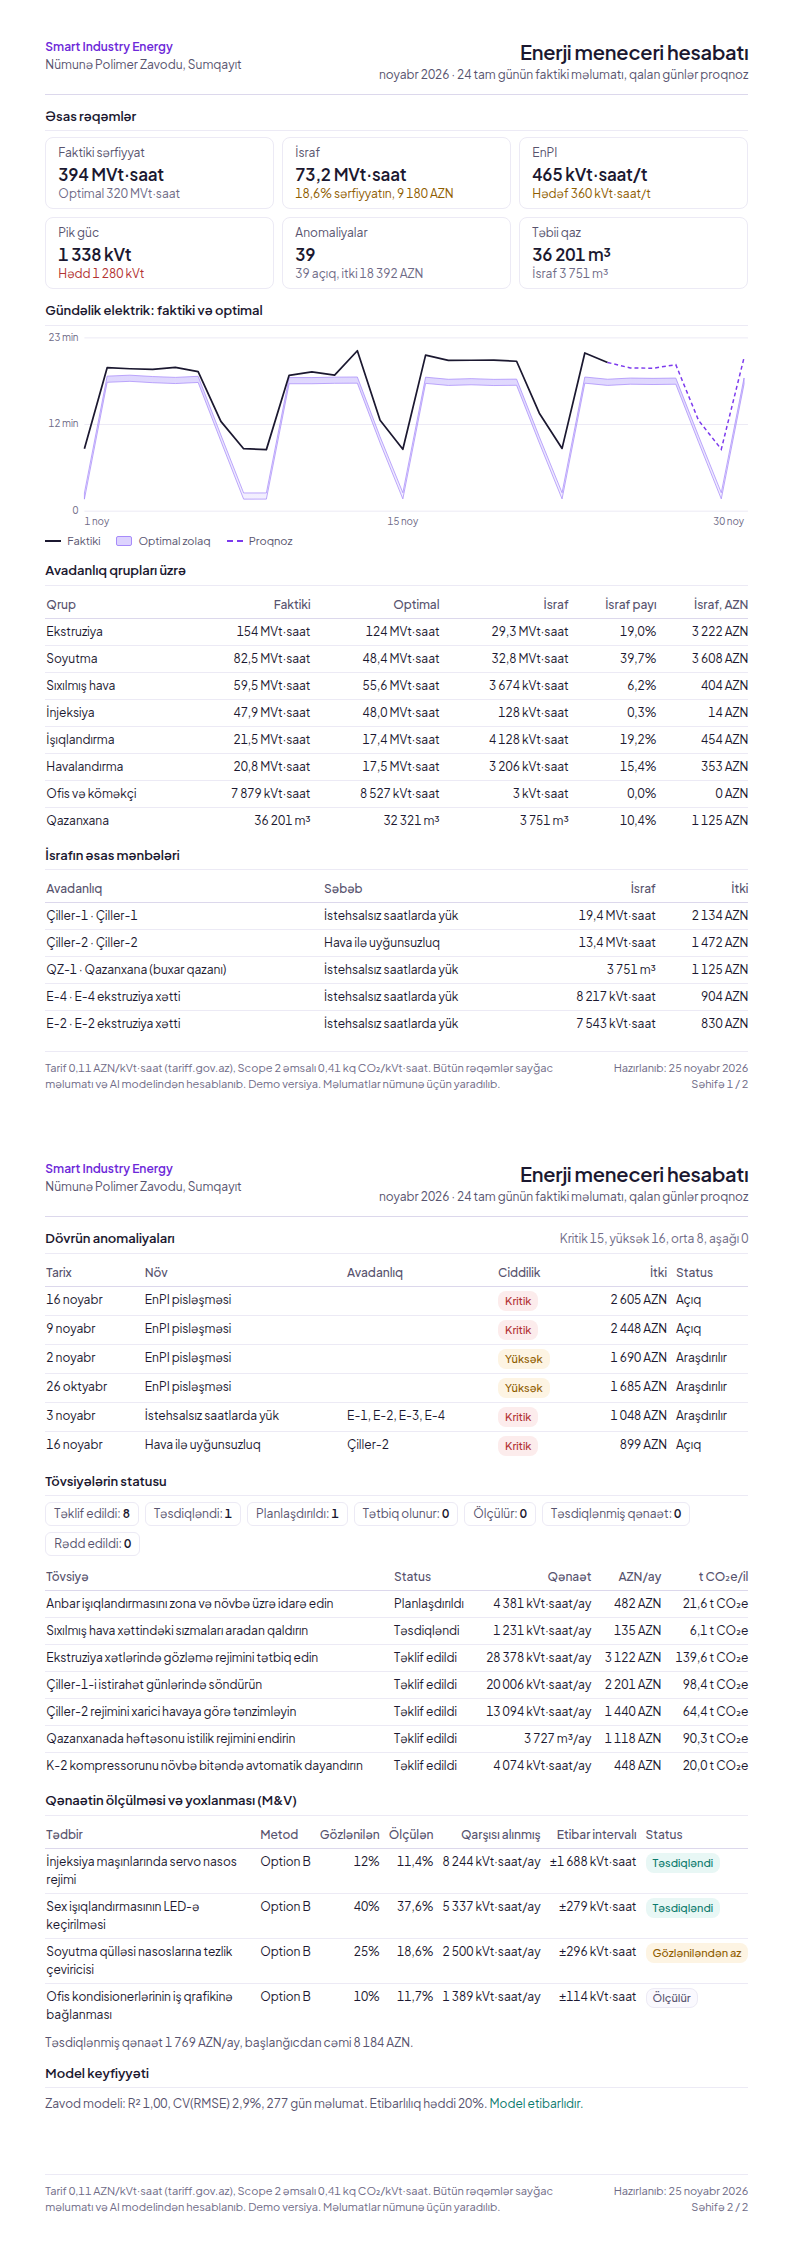 Smart Industry Energy
Enerji meneceri hesabatı
Nümunə Polimer Zavodu, Sumqayıt
noyabr 2026 · 24 tam günün faktiki məlumatı, qalan günlər proqnoz
Əsas rəqəmlər
Faktiki sərfiyyat
394 MVt·saat
Optimal 320 MVt·saat
İsraf
73,2 MVt·saat
18,6% sərfiyyatın, 9 180 AZN
EnPI
465 kVt·saat/t
Hədəf 360 kVt·saat/t
Pik güc
1 338 kVt
Hədd 1 280 kVt
Anomaliyalar
39
39 açıq, itki 18 392 AZN
Təbii qaz
36 201 m³
İsraf 3 751 m³
Gündəlik elektrik: faktiki və optimal
23 min
12 min
0
1 noy 15 noy 30 noy
Faktiki Optimal zolaq Proqnoz
Avadanlıq qrupları üzrə
Qrup Faktiki Optimal İsraf İsraf payı İsraf, AZN
Ekstruziya 154 MVt·saat 124 MVt·saat 29,3 MVt·saat 19,0% 3 222 AZN
Soyutma 82,5 MVt·saat 48,4 MVt·saat 32,8 MVt·saat 39,7% 3 608 AZN
Sıxılmış hava 59,5 MVt·saat 55,6 MVt·saat 3 674 kVt·saat 6,2% 404 AZN
İnjeksiya 47,9 MVt·saat 48,0 MVt·saat 128 kVt·saat 0,3% 14 AZN
İşıqlandırma 21,5 MVt·saat 17,4 MVt·saat 4 128 kVt·saat 19,2% 454 AZN
Havalandırma 20,8 MVt·saat 17,5 MVt·saat 3 206 kVt·saat 15,4% 353 AZN
Ofis və köməkçi 7 879 kVt·saat 8 527 kVt·saat 3 kVt·saat 0,0% 0 AZN
Qazanxana 36 201 m³ 32 321 m³ 3 751 m³ 10,4% 1 125 AZN
İsrafın əsas mənbələri
Avadanlıq Səbəb İsraf İtki
Çiller-1 · Çiller-1 İstehsalsız saatlarda yük 19,4 MVt·saat 2 134 AZN
Çiller-2 · Çiller-2 Hava ilə uyğunsuzluq 13,4 MVt·saat 1 472 AZN
QZ-1 · Qazanxana (buxar qazanı) İstehsalsız saatlarda yük 3 751 m³ 1 125 AZN
E-4 · E-4 ekstruziya xətti İstehsalsız saatlarda yük 8 217 kVt·saat 904 AZN
E-2 · E-2 ekstruziya xətti İstehsalsız saatlarda yük 7 543 kVt·saat 830 AZN
Tarif 0,11 AZN/kVt·saat (tariff.gov.az), Scope 2 əmsalı 0,41 kq CO₂/kVt·saat. Bütün rəqəmlər sayğac
məlumatı və AI modelindən hesablanıb. Demo versiya. Məlumatlar nümunə üçün yaradılıb.
Hazırlanıb: 25 noyabr 2026
Səhifə 1 / 2
Smart Industry Energy
Enerji meneceri hesabatı
Nümunə Polimer Zavodu, Sumqayıt
noyabr 2026 · 24 tam günün faktiki məlumatı, qalan günlər proqnoz
Dövrün anomaliyaları
Kritik 15, yüksək 16, orta 8, aşağı 0
Tarix Növ Avadanlıq Ciddilik İtki Status
16 noyabr EnPI pisləşməsi Kritik 2 605 AZN Açıq
9 noyabr EnPI pisləşməsi Kritik 2 448 AZN Açıq
2 noyabr EnPI pisləşməsi Yüksək 1 690 AZN Araşdırılır
26 oktyabr EnPI pisləşməsi Yüksək 1 685 AZN Araşdırılır
3 noyabr İstehsalsız saatlarda yük E-1, E-2, E-3, E-4 Kritik 1 048 AZN Araşdırılır
16 noyabr Hava ilə uyğunsuzluq Çiller-2 Kritik 899 AZN Açıq
Tövsiyələrin statusu
Təklif edildi: 8 Təsdiqləndi: 1 Planlaşdırıldı: 1 Tətbiq olunur: 0 Ölçülür: 0 Təsdiqlənmiş qənaət: 0
Rədd edildi: 0
Tövsiyə Status Qənaət AZN/ay t CO₂e/il
Anbar işıqlandırmasını zona və növbə üzrə idarə edin Planlaşdırıldı 4 381 kVt·saat/ay 482 AZN 21,6 t CO₂e
Sıxılmış hava xəttindəki sızmaları aradan qaldırın Təsdiqləndi 1 231 kVt·saat/ay 135 AZN 6,1 t CO₂e
Ekstruziya xətlərində gözləmə rejimini tətbiq edin Təklif edildi 28 378 kVt·saat/ay 3 122 AZN 139,6 t CO₂e
Çiller-1-i istirahət günlərində söndürün Təklif edildi 20 006 kVt·saat/ay 2 201 AZN 98,4 t CO₂e
Çiller-2 rejimini xarici havaya görə tənzimləyin Təklif edildi 13 094 kVt·saat/ay 1 440 AZN 64,4 t CO₂e
Qazanxanada həftəsonu istilik rejimini endirin Təklif edildi 3 727 m³/ay 1 118 AZN 90,3 t CO₂e
K-2 kompressorunu növbə bitəndə avtomatik dayandırın Təklif edildi 4 074 kVt·saat/ay 448 AZN 20,0 t CO₂e
Qənaətin ölçülməsi və yoxlanması (M&V)
Tədbir Metod Gözlənilən Ölçülən Qarşısı alınmış Etibar intervalı Status
İnjeksiya maşınlarında servo nasos Option B 12% 11,4% 8 244 kVt·saat/ay ±1 688 kVt·saat Təsdiqləndi
rejimi
Sex işıqlandırmasının LED-ə Option B 40% 37,6% 5 337 kVt·saat/ay ±279 kVt·saat Təsdiqləndi
keçirilməsi
Soyutma qülləsi nasoslarına tezlik Option B 25% 18,6% 2 500 kVt·saat/ay ±296 kVt·saat Gözləniləndən az
çeviricisi
Ofis kondisionerlərinin iş qrafikinə Option B 10% 11,7% 1 389 kVt·saat/ay ±114 kVt·saat Ölçülür
bağlanması
Təsdiqlənmiş qənaət 1 769 AZN/ay, başlanğıcdan cəmi 8 184 AZN.
Model keyfiyyəti
Zavod modeli: R² 1,00, CV(RMSE) 2,9%, 277 gün məlumat. Etibarlılıq həddi 20%. Model etibarlıdır.
Tarif 0,11 AZN/kVt·saat (tariff.gov.az), Scope 2 əmsalı 0,41 kq CO₂/kVt·saat. Bütün rəqəmlər sayğac
məlumatı və AI modelindən hesablanıb. Demo versiya. Məlumatlar nümunə üçün yaradılıb.
Hazırlanıb: 25 noyabr 2026
Səhifə 2 / 2